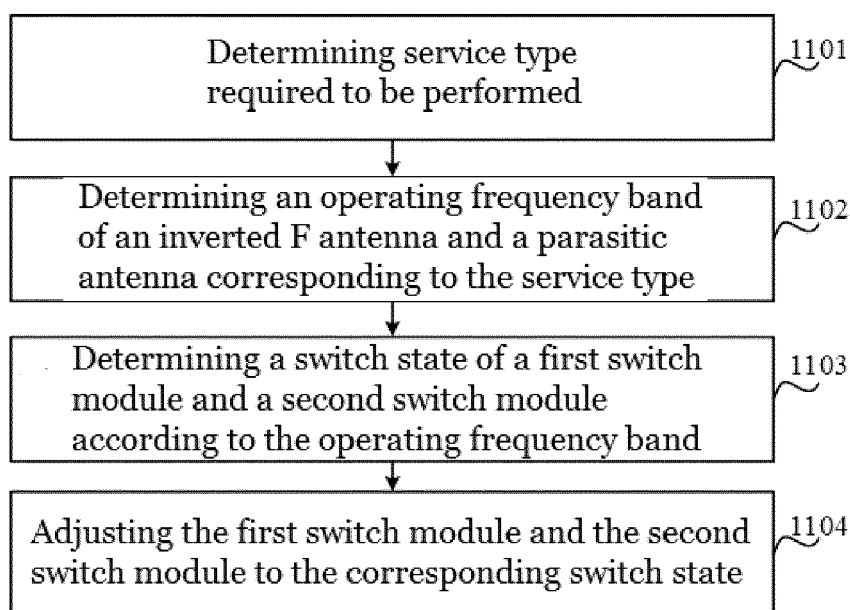 Determining service type
required to be performed
1101
Determining an operating frequency band
of an inverted F antenna and a parasitic
antenna corresponding to the service type
1102
Determining a switch state of a first switch
module and a second switch module
according to the operating frequency band
1103
Adjusting the first switch module and the second
switch module to the corresponding switch state
1104